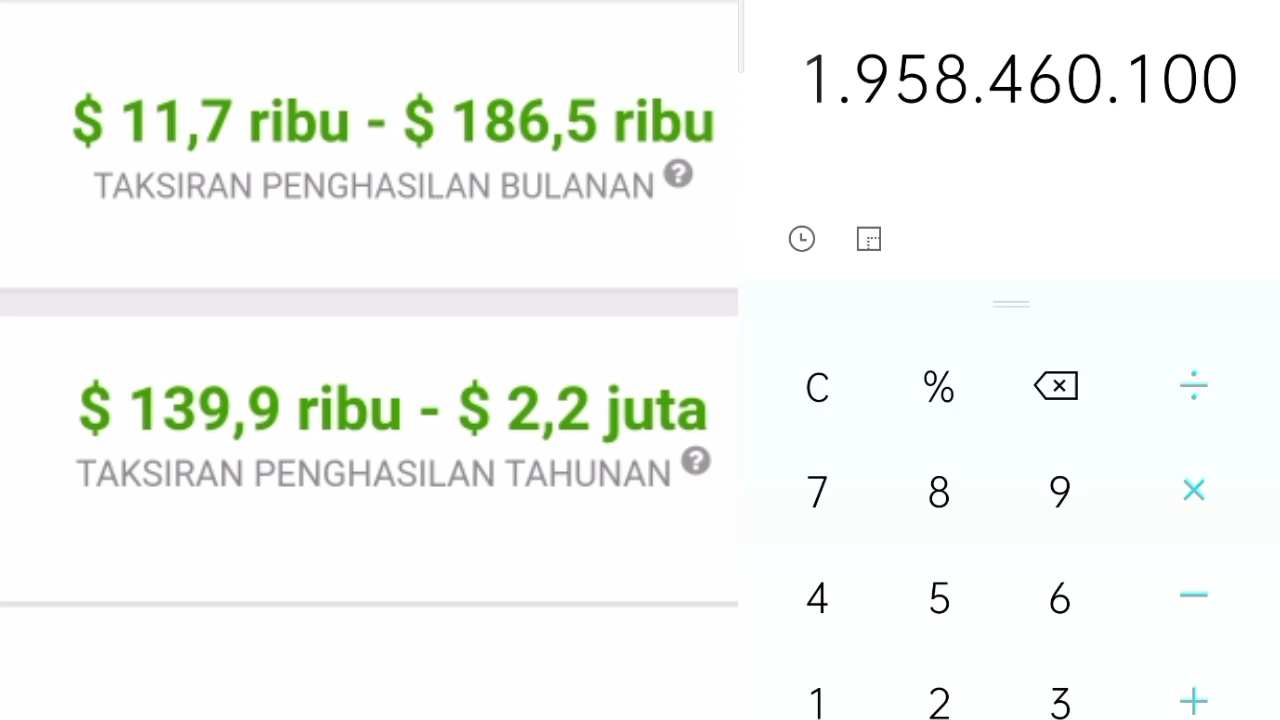 $ 11,7 ribu - $ 186,5 ribu
TAKSIRAN PENGHASILAN BULANAN ?
$ 139,9 ribu - $ 2,2 juta
TAKSIRAN PENGHASILAN TAHUNAN ?
1.958.460.100
C % ÷
7 8 9 ×
4 5 6 −
1 2 3 +